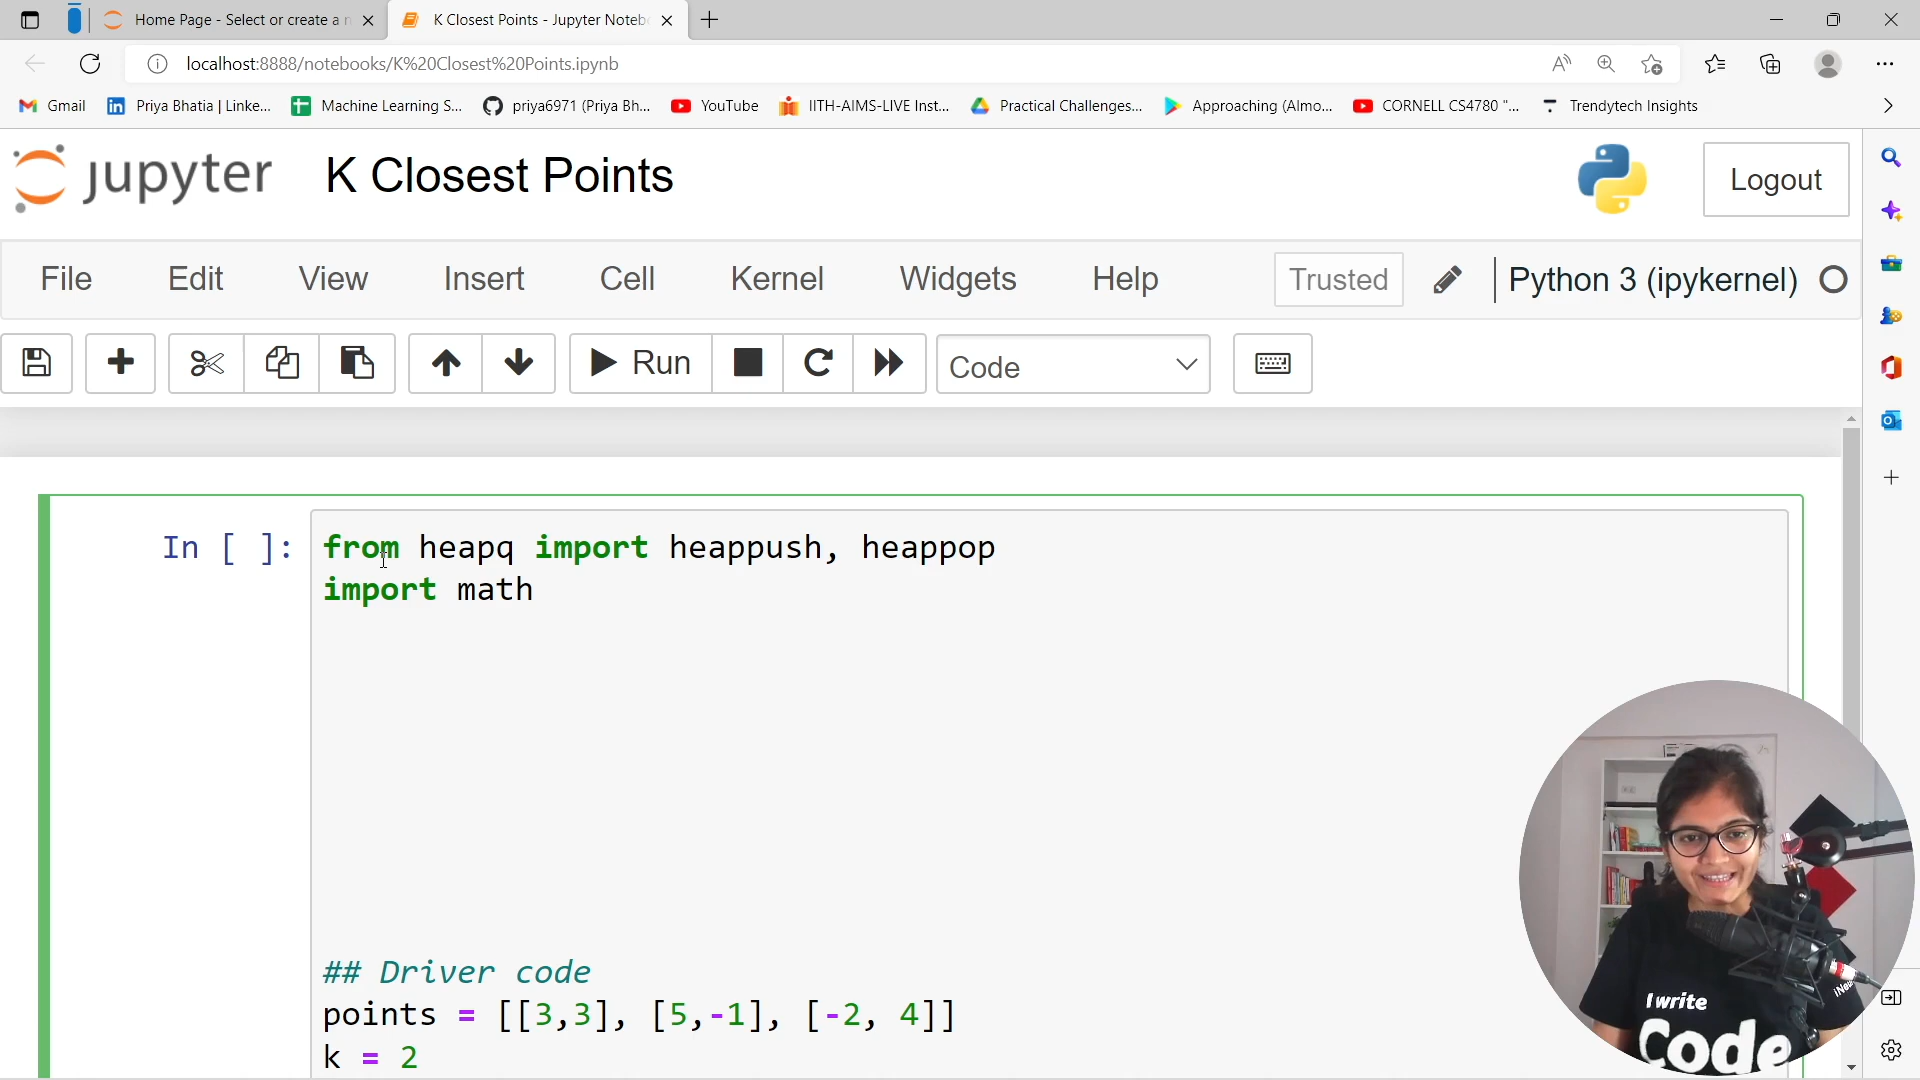 Home Page - Select or create a n
K Closest Points - Jupyter Noteb
localhost:8888/notebooks/K%20Closest%20Points.ipynb
Gmail
Priya Bhatia | Linke...
Machine Learning S...
priya6971 (Priya Bh...
YouTube
IITH-AIMS-LIVE Inst...
Practical Challenges...
Approaching (Almo...
CORNELL CS4780 "...
Trendytech Insights
jupyter
K Closest Points
Logout
File
Edit
View
Insert
Cell
Kernel
Widgets
Help
Trusted
Python 3 (ipykernel)
Run
Code
In [ ]:
from heapq import heappush, heappop
import math
## Driver code
points = [[3,3], [5,-1], [-2, 4]]
k = 2
I write
Code